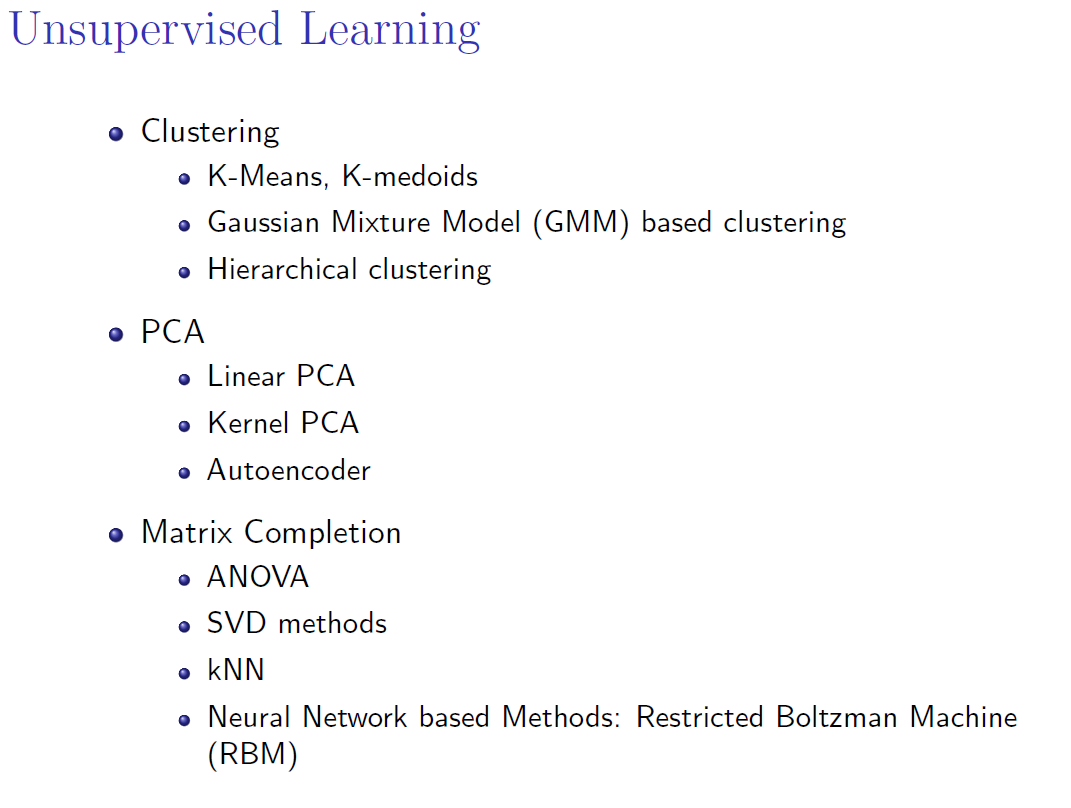 Unsupervised Learning
Clustering
K-Means, K-medoids
Gaussian Mixture Model (GMM) based clustering
Hierarchical clustering
PCA
Linear PCA
Kernel PCA
Autoencoder
Matrix Completion
ANOVA
SVD methods
kNN
Neural Network based Methods: Restricted Boltzman Machine
(RBM)